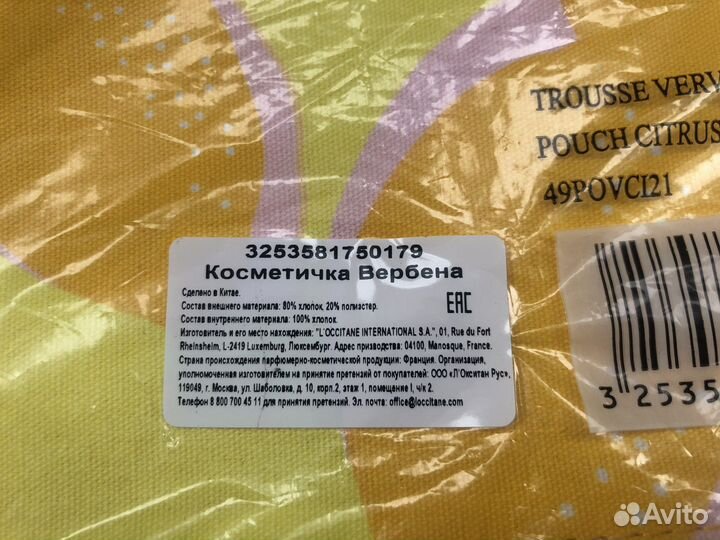 TROUSSE
POUCH CITRUS
49POVCI21
3253581750179
Косметичка Вербена
Сделано в Китае.
EAC
Состав внешнего материала: 80% хлопок, 20% полиэстер.
Состав внутреннего материала: 100% хлопок.
Изготовитель и его место нахождения: "L'OCCITANE INTERNATIONAL S.A.", 01, Rue du Fort
Rheinsheim, L-2419 Luxemburg, Люксембург. Адрес призводства: 04100, Manosque, France.
Страна происхождения парфюмерно-косметической продукции: Франция. Организация,
уполномоченная изготовителем на принятие претензий от покупателей: ООО «Л'Окситан Рус»,
119049, г. Москва, ул. Шаболовка, д. 10, корп.2, этаж 1, помещение I, ч/к 2.
Телефон 8 800 700 45 11 для принятия претензий. Эл. почта: office@loccitane.com
3 2535
Avito